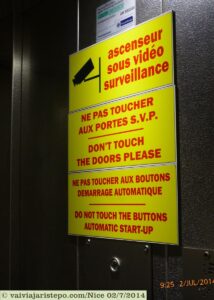 ascenseur
sous vidéo
surveillance
NE PAS TOUCHER
AUX PORTES S.V.P.
DON'T TOUCH
THE DOORS PLEASE
NE PAS TOUCHER AUX BOUTONS
DEMARRAGE AUTOMATIQUE
DO NOT TOUCH THE BUTTONS
AUTOMATIC START-UP
9:25 2/JUL/2014
© valviajaristepo.com/Nice 02/7/2014